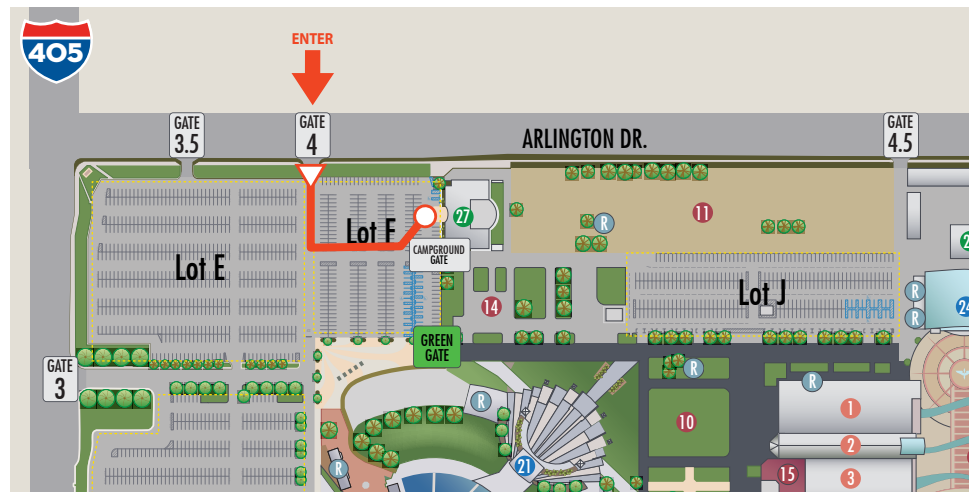 405
ENTER
GATE
3.5
GATE
4
ARLINGTON DR.
GATE
4.5
11
R
27
Lot F
CAMPGROUND
GATE
Lot E
14
Lot J
R
R
24
GREEN
GATE
GATE
3
R
R
R
10
1
2
3
21
15
R